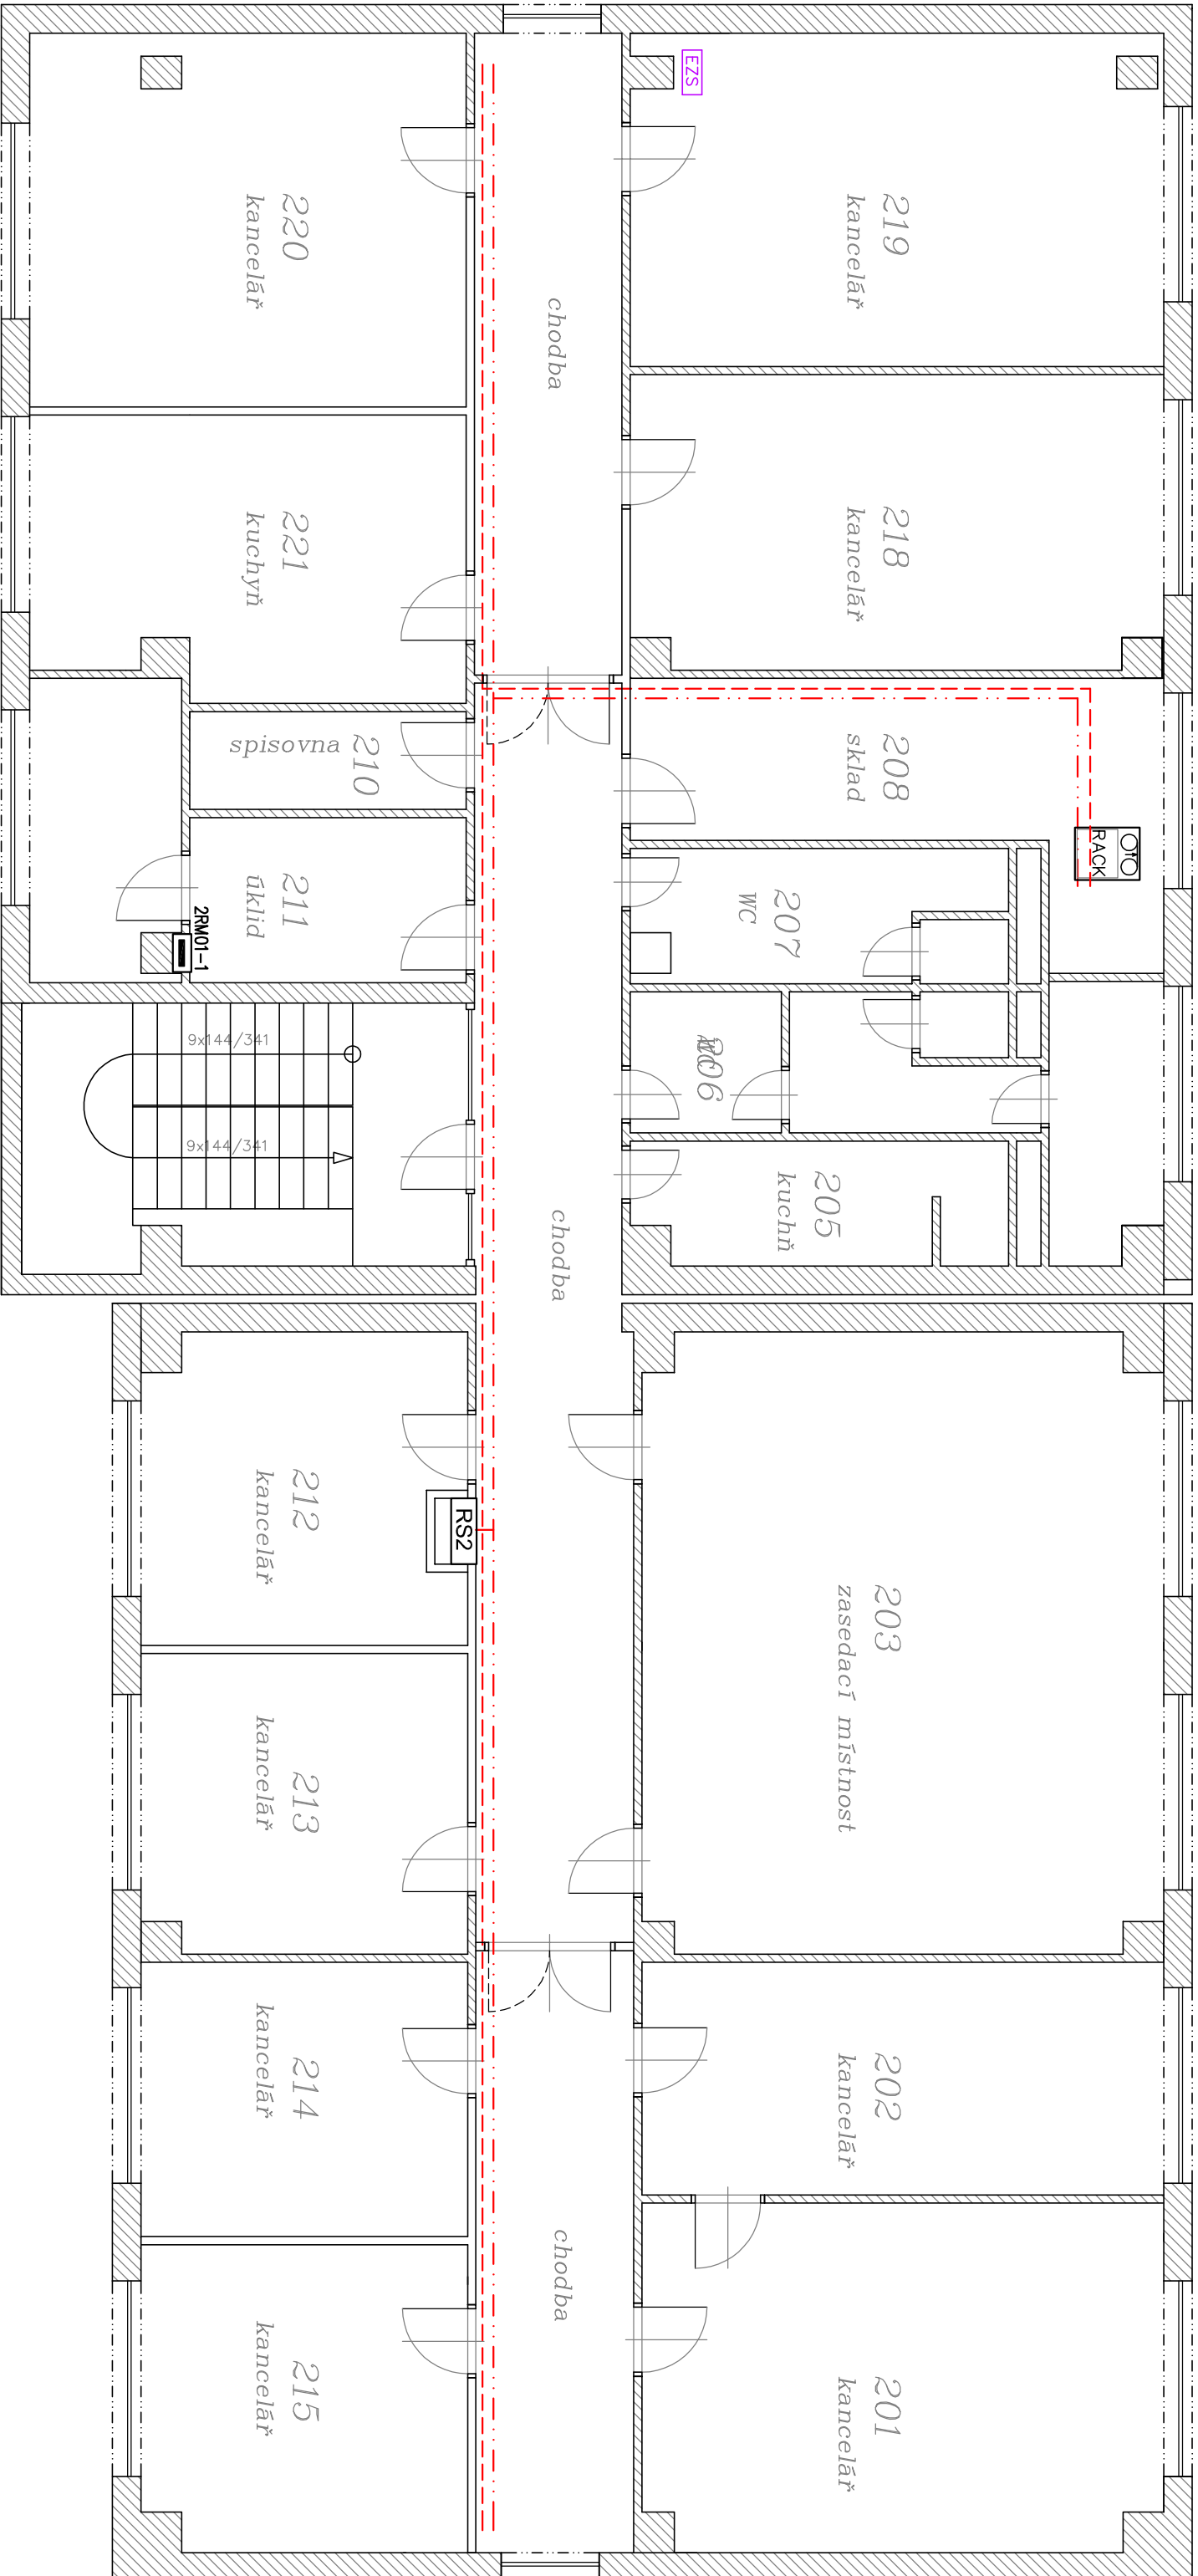 EZS
219
kancelář
220
kancelář
chodba
218
kancelář
221
kuchyň
208
sklad
210
spisovna
RACK
211
úklid
2RM01-1
207
WC
206
9x144/341
9x144/341
205
kuchň
chodba
212
kancelář
RS2
203
zasedací místnost
213
kancelář
214
kancelář
202
kancelář
chodba
215
kancelář
201
kancelář